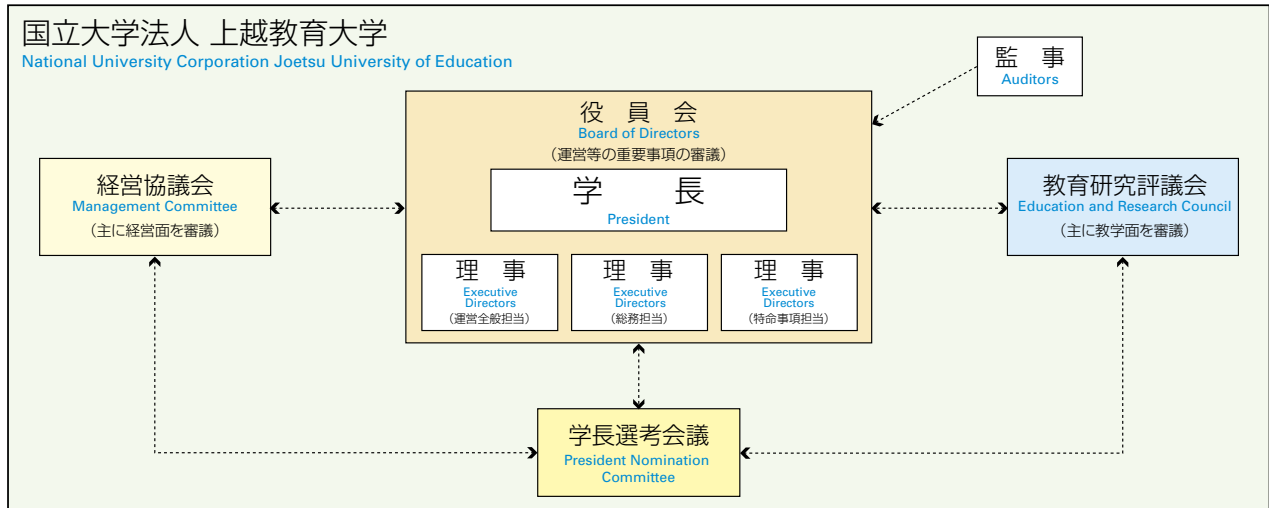 国立大学法人 上越教育大学
National University Corporation Joetsu University of Education
監 事
Auditors
役 員 会
Board of Directors
（運営等の重要事項の審議）
学 長
President
経営協議会
Management Committee
（主に経営面を審議）
教育研究評議会
Education and Research Council
（主に教学面を審議）
理 事
Executive
Directors
（運営全般担当）
理 事
Executive
Directors
（総務担当）
理 事
Executive
Directors
（特命事項担当）
学長選考会議
President Nomination
Committee